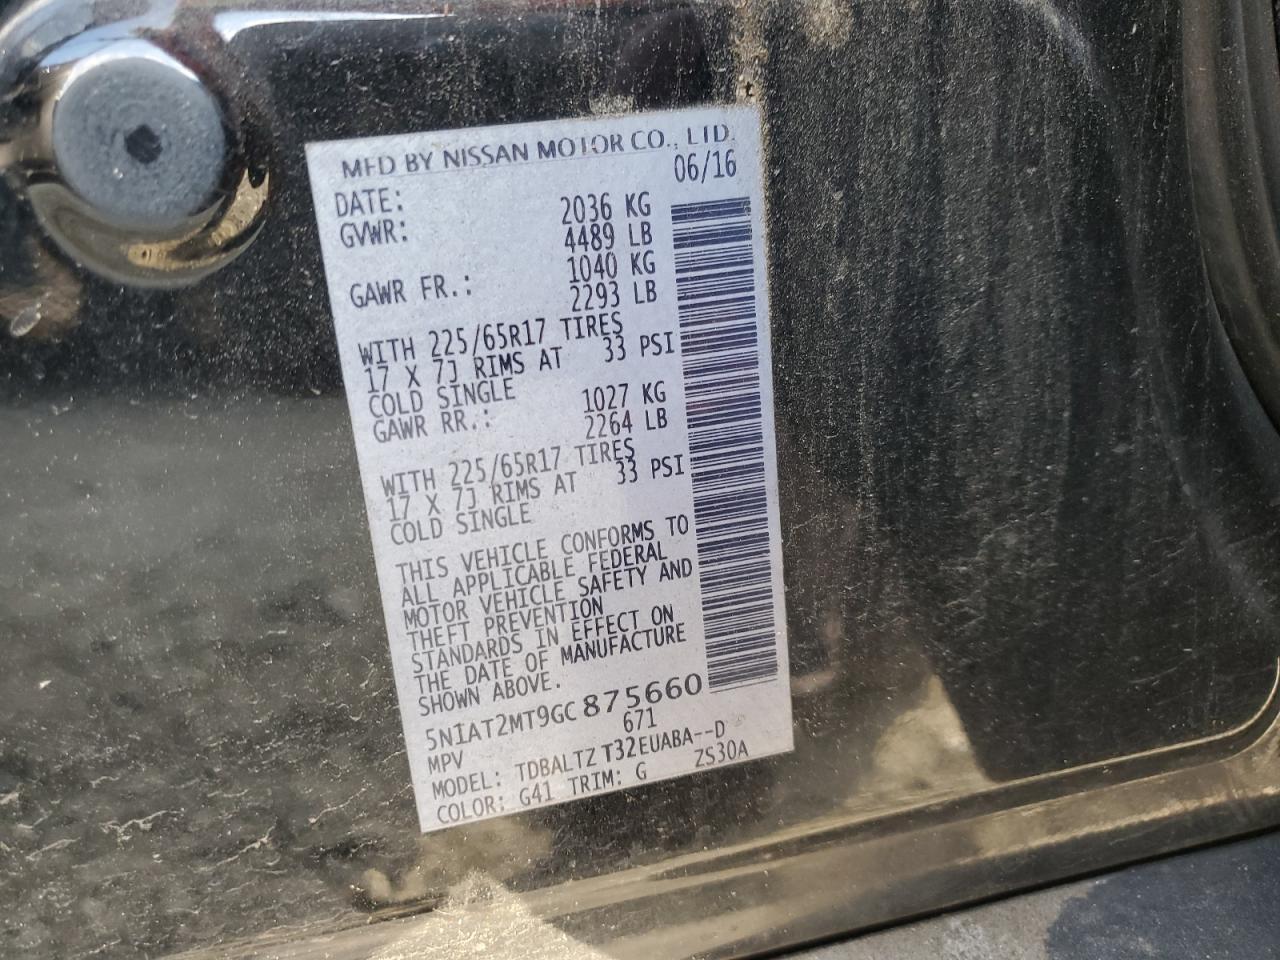 MFD BY NISSAN MOTOR CO., LTD.
DATE: 06/16
GVWR: 2036 KG
4489 LB
GAWR FR.: 1040 KG
2293 LB
WITH 225/65R17 TIRES
17 X 7J RIMS AT 33 PSI
COLD SINGLE
GAWR RR.: 1027 KG
2264 LB
WITH 225/65R17 TIRES
17 X 7J RIMS AT 33 PSI
COLD SINGLE
THIS VEHICLE CONFORMS TO
ALL APPLICABLE FEDERAL
MOTOR VEHICLE SAFETY AND
THEFT PREVENTION
STANDARDS IN EFFECT ON
THE DATE OF MANUFACTURE
SHOWN ABOVE.
5N1AT2MT9GC875660
MPV 671
MODEL: TDBALTZ T32EUABA--D
COLOR: G41 TRIM: G ZS30A